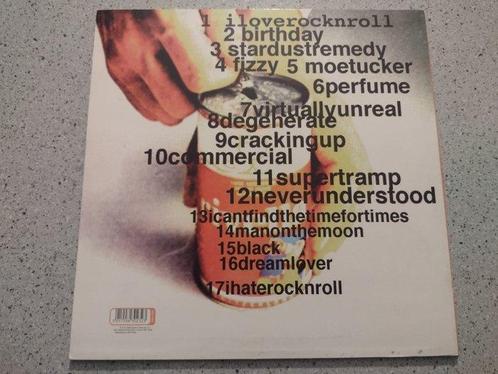 1 iloverocknroll
2 birthday
3 stardustremedy
4 fizzy 5 moetucker
6perfume
7virtuallyunreal
8degenerate
9crackingup
10commercial
11supertramp
12neverunderstood
13icantfindthetimefortimes
14manonthemoon
15black
16dreamlover
17ihaterocknroll